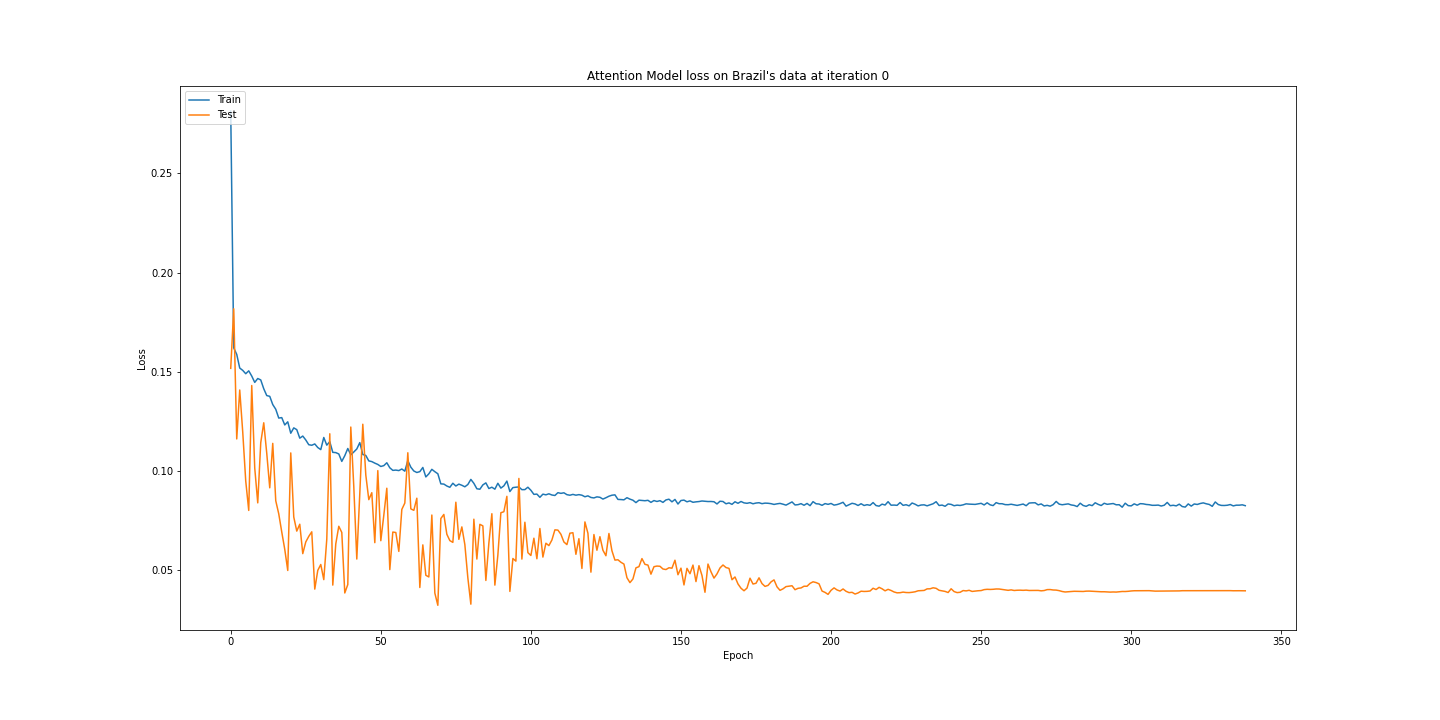 Attention Model loss on Brazil's data at iteration 0
Train
Test
0.25
0.20
0.15
0.10
0.05
Loss
0 50 100 150 200 250 300 350
Epoch